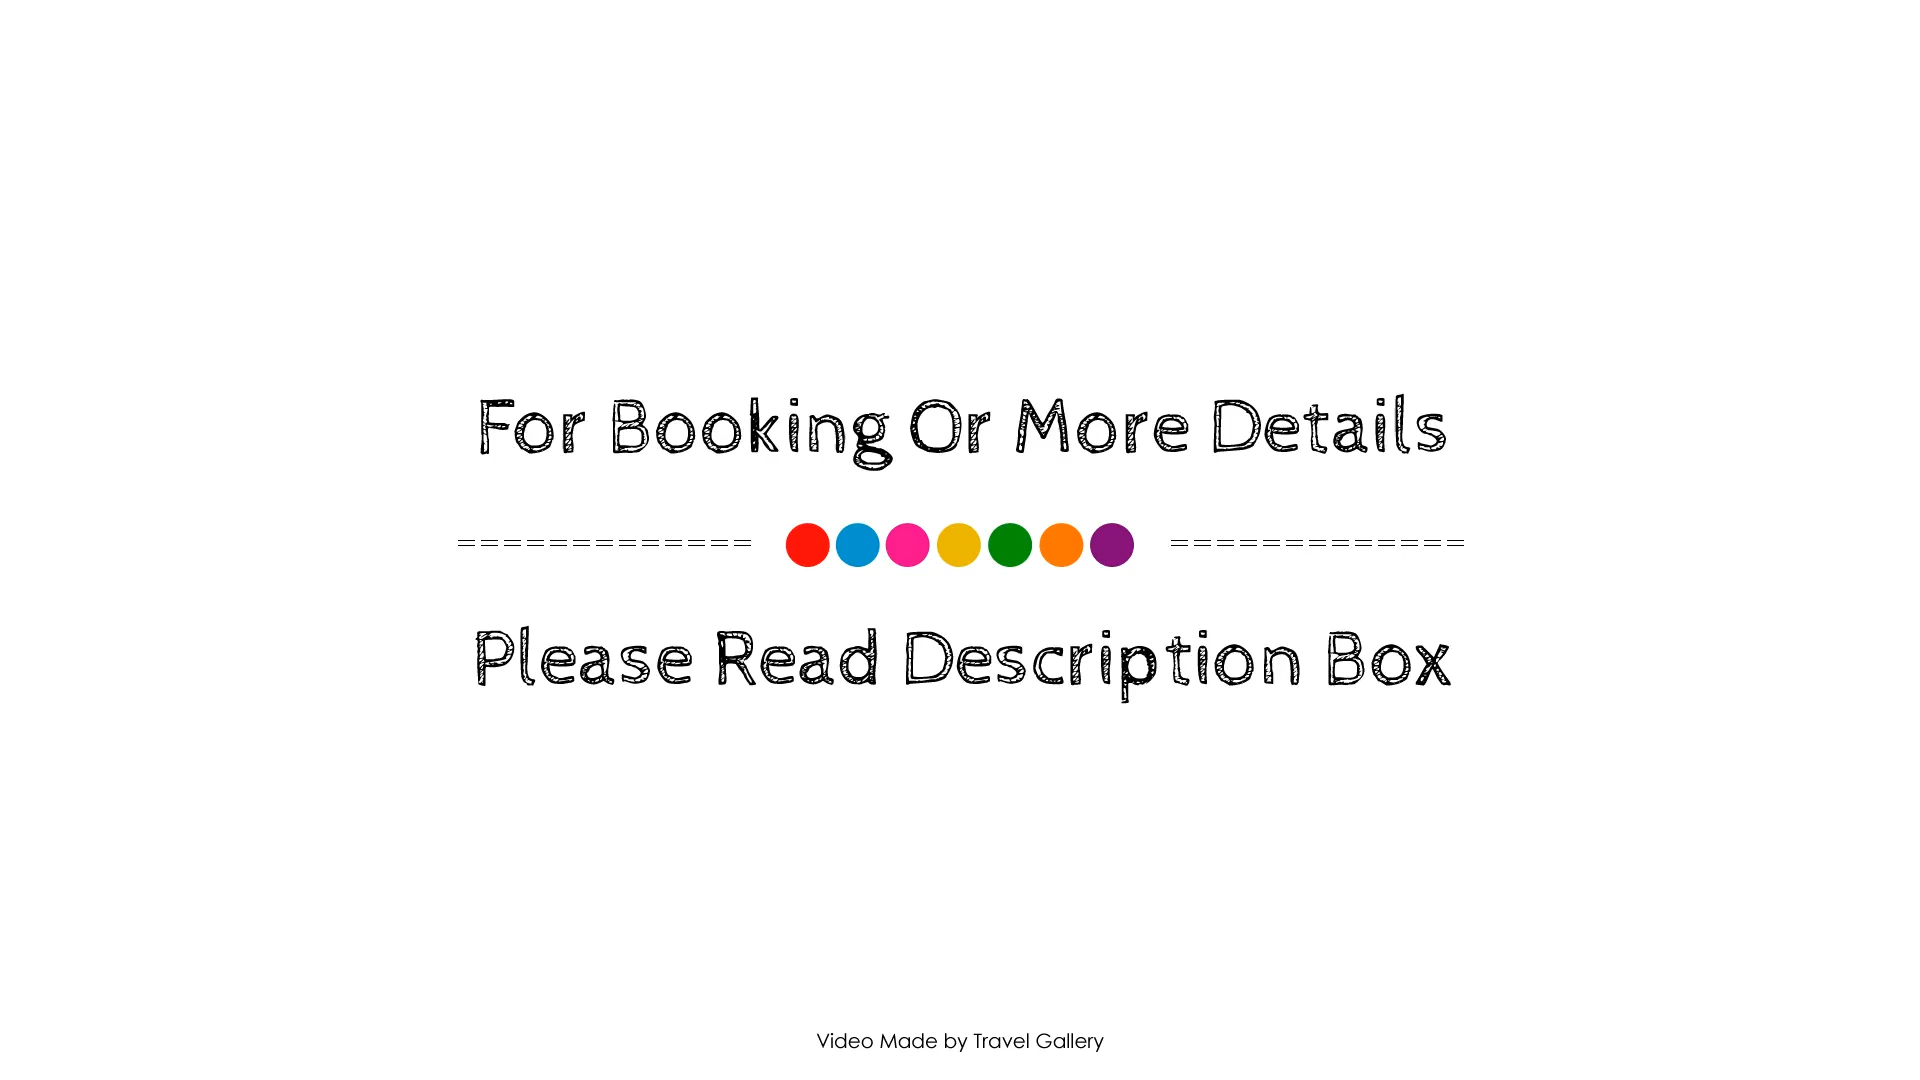 For Booking Or More Details
============= =============
Please Read Description Box
Video Made by Travel Gallery